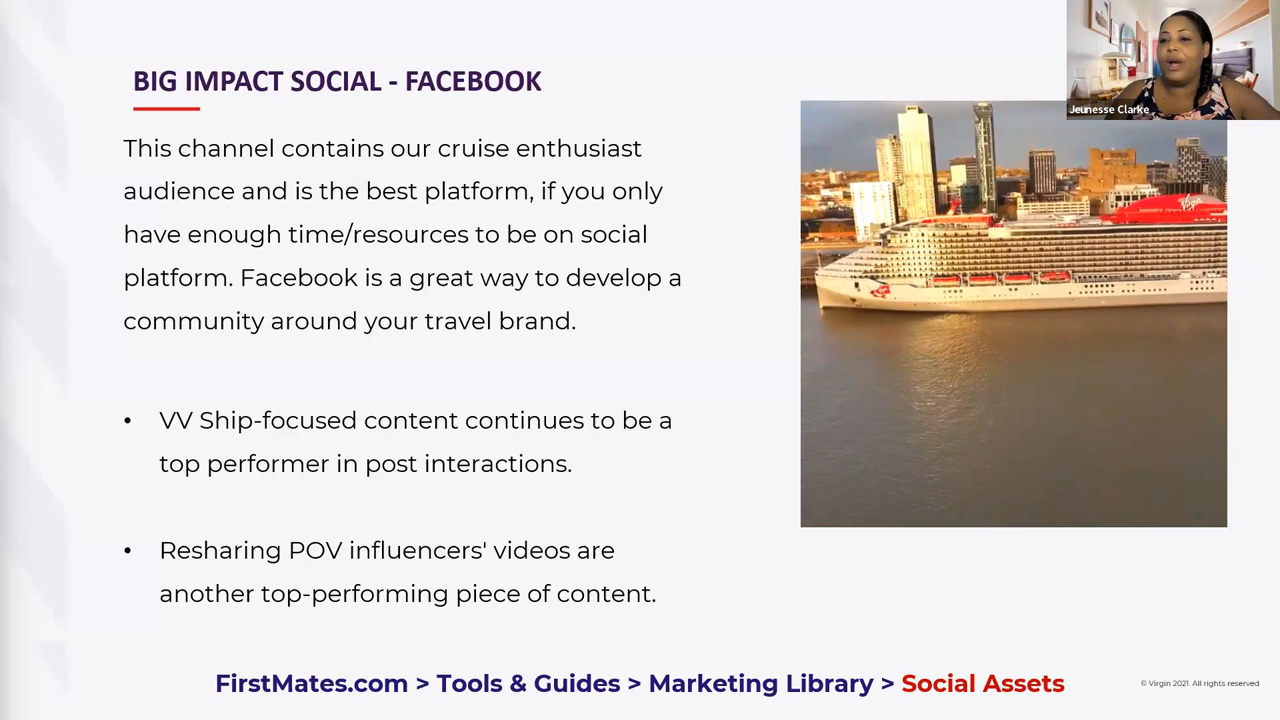 BIG IMPACT SOCIAL - FACEBOOK
Jeunesse Clarke
This channel contains our cruise enthusiast
audience and is the best platform, if you only
have enough time/resources to be on social
platform. Facebook is a great way to develop a
community around your travel brand.
Virgin
• VV Ship-focused content continues to be a
top performer in post interactions.
• Resharing POV influencers' videos are
another top-performing piece of content.
FirstMates.com > Tools & Guides > Marketing Library > Social Assets
© Virgin 2021. All rights reserved